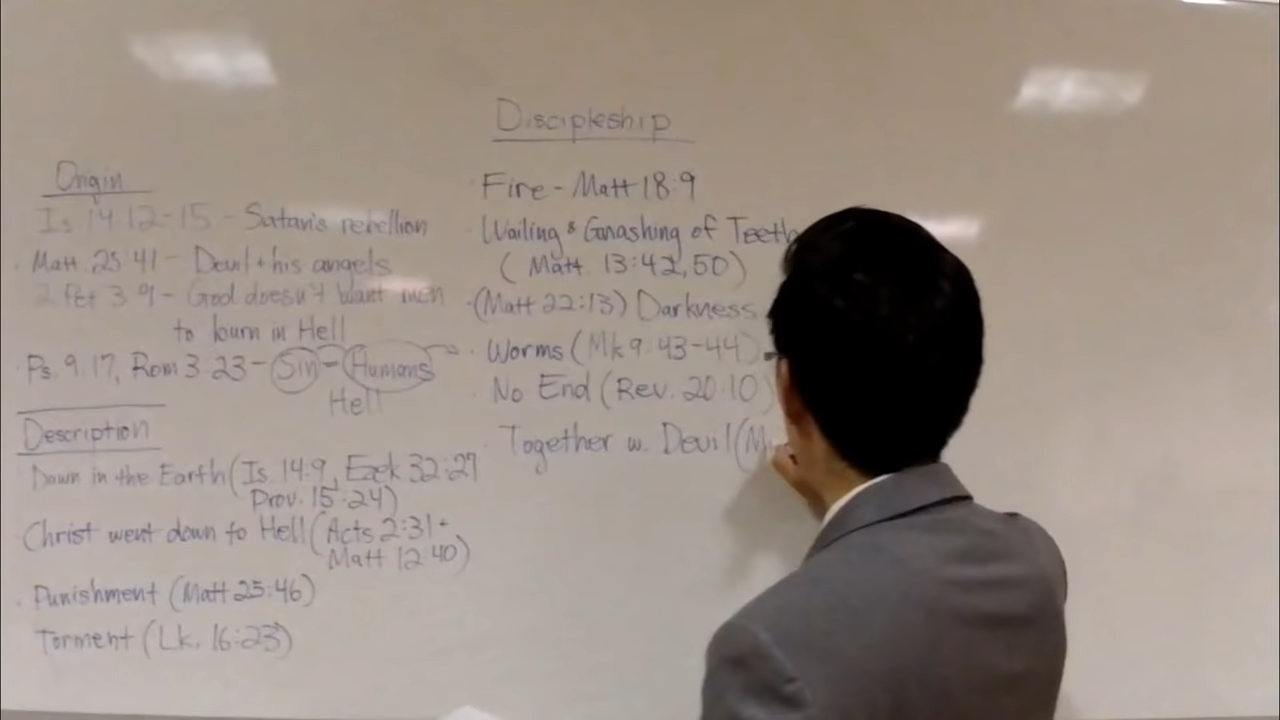 Discipleship
Origin
Is 14:12-15 - Satan's rebellion
· Matt. 25:41 - Devil + his angels
2 Pet 3:9 - God doesn't want men
to burn in Hell
· Ps. 9:17, Rom 3:23 - Sin - Humans
Hell
Description
Down in the Earth (Is. 14:9, Ezek 32:27
Prov. 15:24)
Christ went down to Hell (Acts 2:31 +
Matt 12:40)
· Punishment (Matt 25:46)
Torment (Lk. 16:23)
· Fire - Matt 18:9
· Wailing & Gnashing of Teeth
(Matt. 13:42, 50)
· (Matt 22:13) Darkness
· Worms (Mk 9:43-44)
· No End (Rev. 20:10)
· Together w. Devil (M